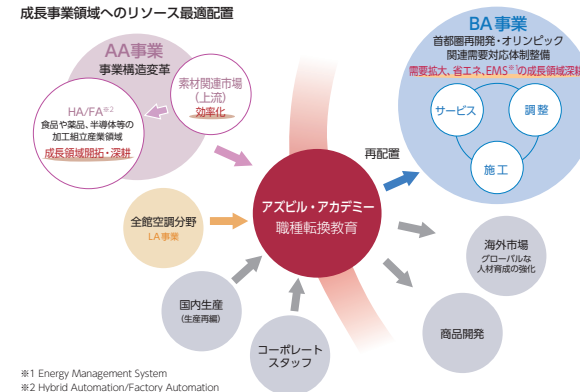 成長事業領域へのリソース最適配置
AA事業
事業構造変革
素材関連市場
（上流）
効率化
HA/FA※2
食品や薬品、半導体等の
加工組立産業領域
成長領域開拓・深耕
BA事業
首都圏再開発・オリンピック
関連需要対応体制整備
需要拡大、省エネ、EMS※1の成長領域深耕
サービス
調整
施工
再配置
アズビル・アカデミー
職種転換教育
全館空調分野
LA事業
国内生産
（生産再編）
コーポレート
スタッフ
海外市場
グローバルな
人材育成の強化
商品開発
※1 Energy Management System
※2 Hybrid Automation/Factory Automation